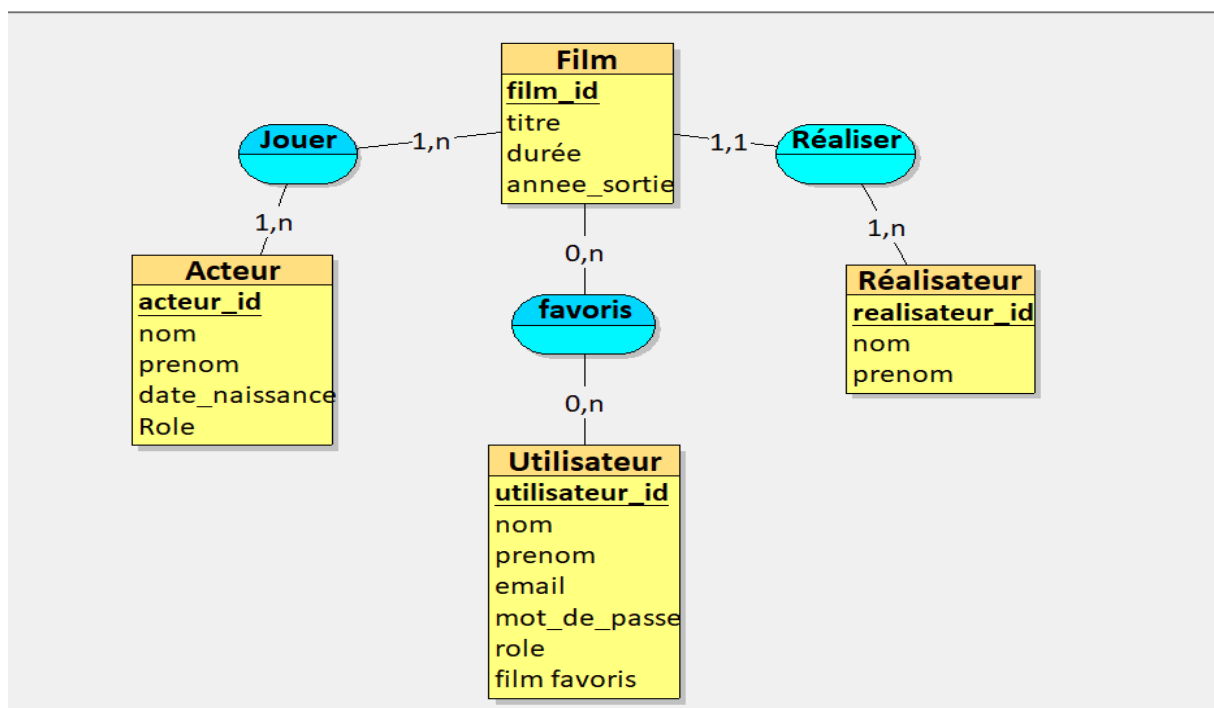 Film
film_id
titre
durée
annee_sortie
Jouer
1,n
1,1
Réaliser
1,n
0,n
1,n
Acteur
acteur_id
nom
prenom
date_naissance
Role
favoris
Réalisateur
realisateur_id
nom
prenom
0,n
Utilisateur
utilisateur_id
nom
prenom
email
mot_de_passe
role
film favoris